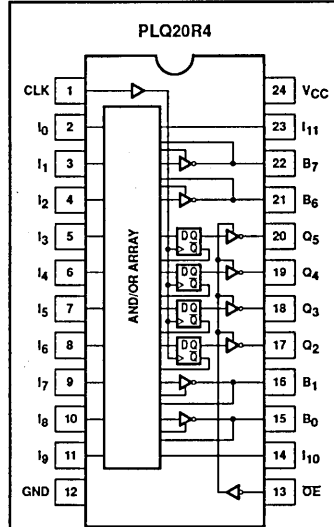 PLQ20R4
CLK 1 24 VCC
I0 2 23 I11
I1 3 22 B7
I2 4 21 B6
I3 5 D Q Q 20 Q5
I4 6 D Q Q 19 Q4
I5 7 D Q Q 18 Q3
I6 8 D Q Q 17 Q2
I7 9 16 B1
I8 10 15 B0
I9 11 14 I10
GND 12 13 OE
AND/OR ARRAY